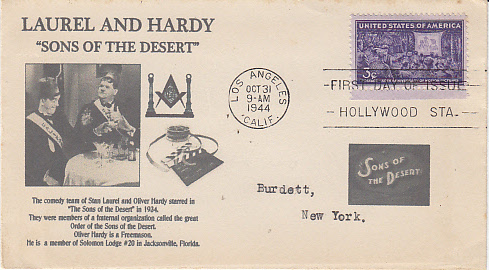 LAUREL AND HARDY
"SONS OF THE DESERT"
UNITED STATES OF AMERICA
3¢
LOS ANGELES
OCT 31
9-AM
1944
CALIF.
FIRST DAY OF ISSUE
HOLLYWOOD STA.
SONS OF
THE DESERT
Burdett,
New York.
The comedy team of Stan Laurel and Oliver Hardy starred in
"The Sons of the Desert" in 1934.
They were members of a fraternal organization called the great
Order of the Sons of the Desert.
Oliver Hardy is a Freemason.
He is a member of Solomon Lodge #20 in Jacksonville, Florida.